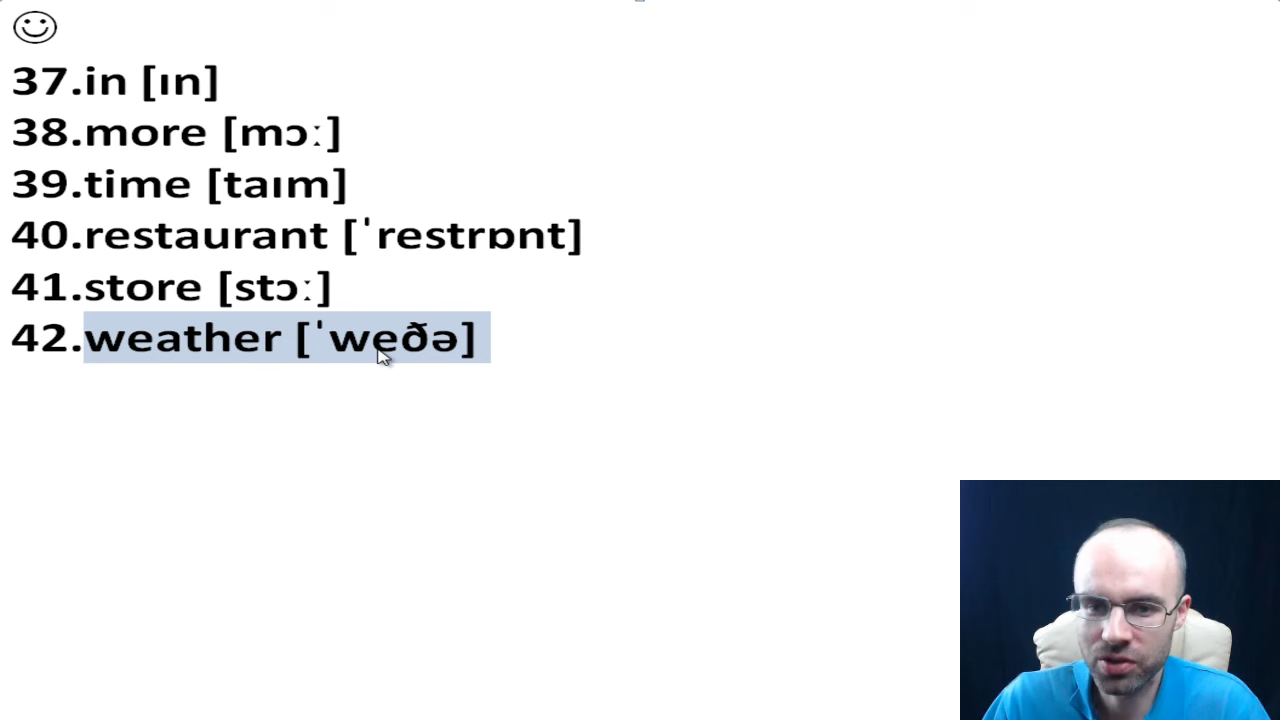 37.in [ɪn]
38.more [mɔː]
39.time [taɪm]
40.restaurant [ˈrestrɒnt]
41.store [stɔː]
42.weather [ˈweðə]